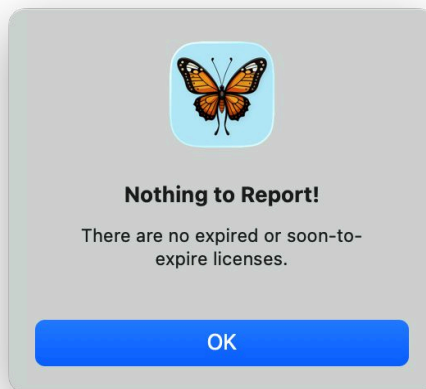 Nothing to Report!
There are no expired or soon-to-
expire licenses.
OK